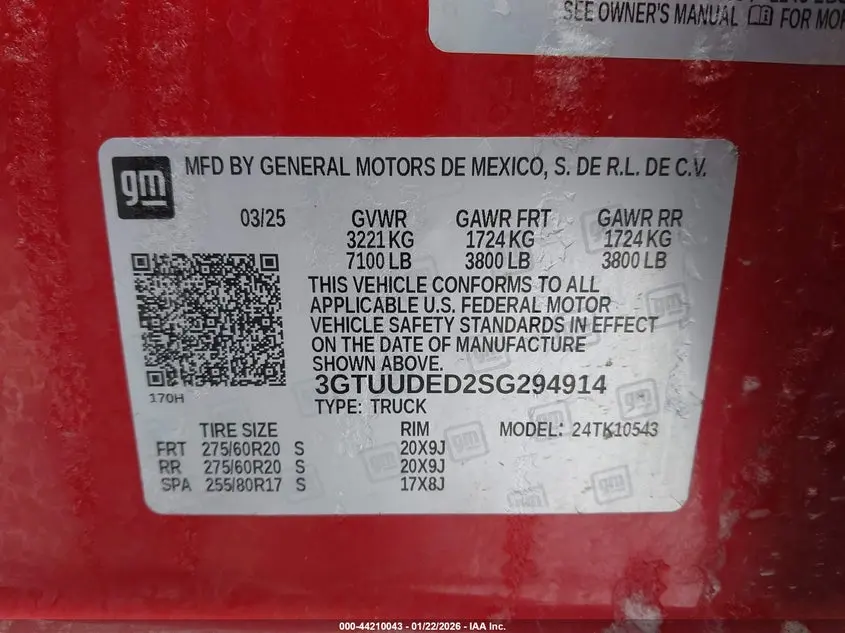 SEE OWNER'S MANUAL FOR MOR
gm
MFD BY GENERAL MOTORS DE MEXICO, S. DE R.L. DE C.V.
03/25 GVWR GAWR FRT GAWR RR
3221 KG 1724 KG 1724 KG
7100 LB 3800 LB 3800 LB
THIS VEHICLE CONFORMS TO ALL
APPLICABLE U.S. FEDERAL MOTOR
VEHICLE SAFETY STANDARDS IN EFFECT
ON THE DATE OF MANUFACTURE
SHOWN ABOVE.
170H
3GTUUDED2SG294914
TYPE: TRUCK
TIRE SIZE RIM MODEL: 24TK10543
FRT 275/60R20 S 20X9J
RR 275/60R20 S 20X9J
SPA 255/80R17 S 17X8J
000-44210043 - 01/22/2026 - IAA Inc.